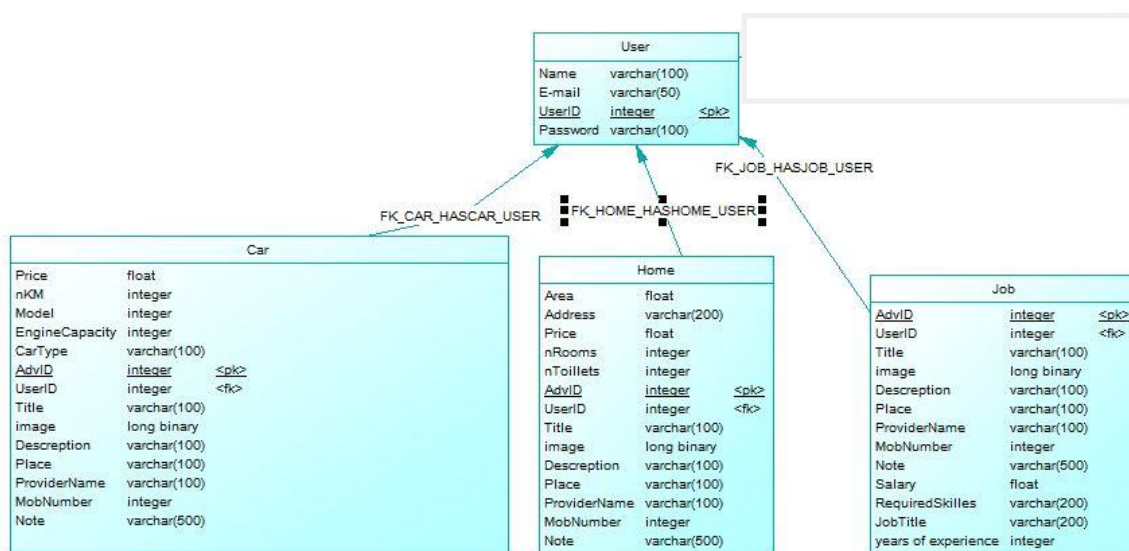 User
Name varchar(100)
E-mail varchar(50)
UserID integer <pk>
Password varchar(100)
FK_JOB_HASJOB_USER
FK_CAR_HASCAR_USER
FK_HOME_HASHOME_USER
Car
Price float
nKM integer
Model integer
EngineCapacity integer
CarType varchar(100)
AdvID integer <pk>
UserID integer <fk>
Title varchar(100)
image long binary
Descreption varchar(100)
Place varchar(100)
ProviderName varchar(100)
MobNumber integer
Note varchar(500)
Home
Area float
Address varchar(200)
Price float
nRooms integer
nToillets integer
AdvID integer <pk>
UserID integer <fk>
Title varchar(100)
image long binary
Descreption varchar(100)
Place varchar(100)
ProviderName varchar(100)
MobNumber integer
Note varchar(500)
Job
AdvID integer <pk>
UserID integer <fk>
Title varchar(100)
image long binary
Descreption varchar(100)
Place varchar(100)
ProviderName varchar(100)
MobNumber integer
Note varchar(500)
Salary float
RequiredSkilles varchar(200)
JobTitle varchar(200)
years of experience integer